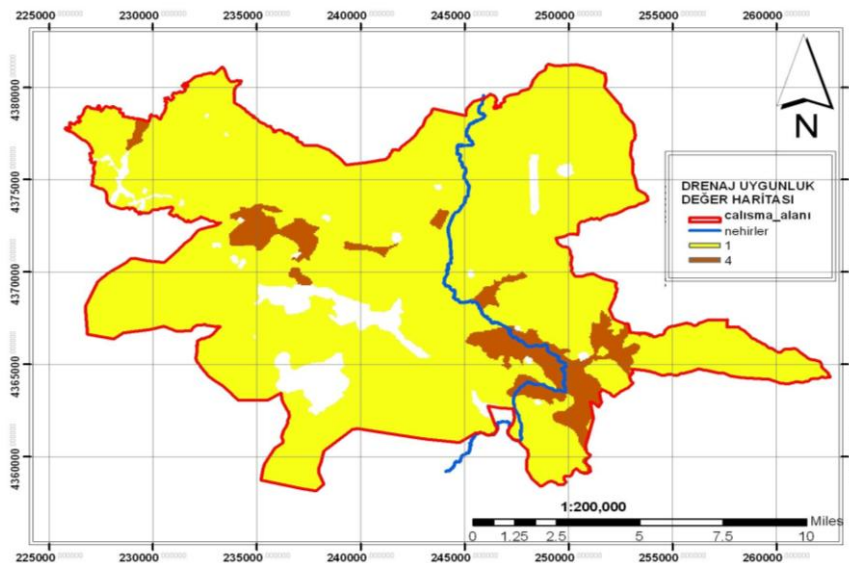 225000 230000 235000 240000 245000 250000 255000 260000
4380000
4375000
4370000
4365000
4360000
N
DRENAJ UYGUNLUK
DEĞER HARİTASI
calısma_alanı
nehirler
1
4
1:200,000
Miles
0 1.25 2.5 5 7.5 10
225000 230000 235000 240000 245000 250000 255000 260000